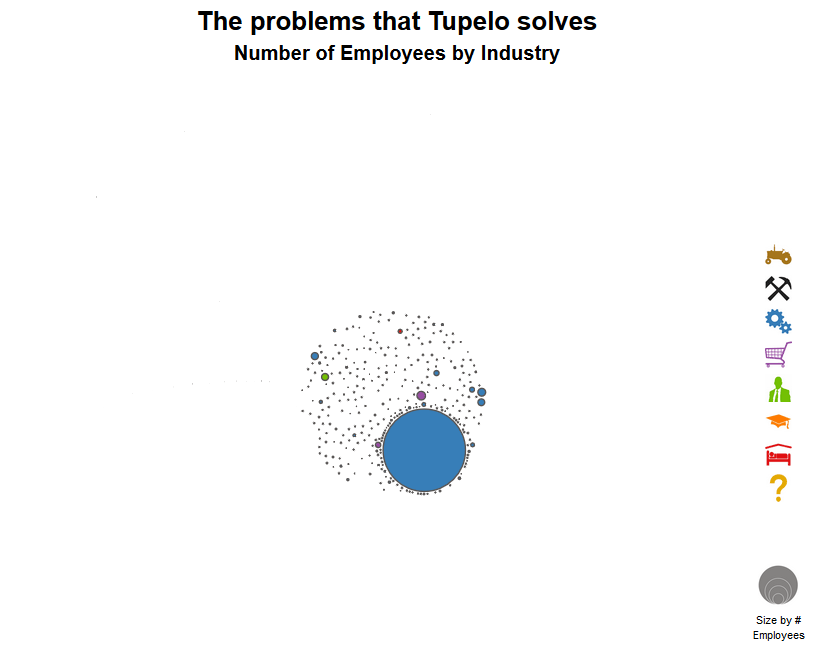 The problems that Tupelo solves
Number of Employees by Industry
?
Size by #
Employees